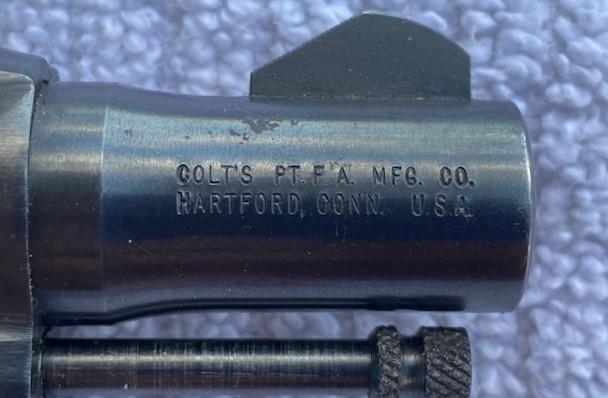 COLT'S PT. F. A. MFG. CO.
HARTFORD, CONN. U.S.A.